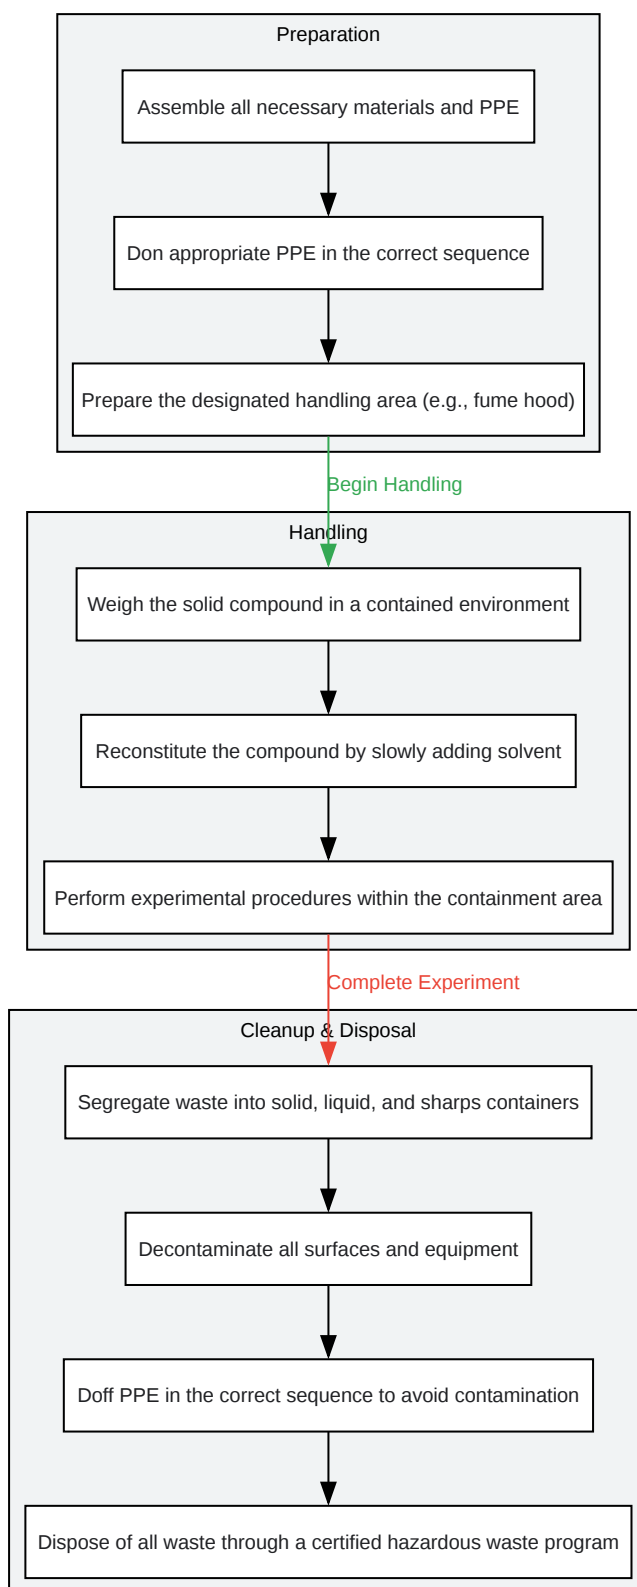 Preparation
Assemble all necessary materials and PPE
Don appropriate PPE in the correct sequence
Prepare the designated handling area (e.g., fume hood)
Begin Handling
Handling
Weigh the solid compound in a contained environment
Reconstitute the compound by slowly adding solvent
Perform experimental procedures within the containment area
Complete Experiment
Cleanup & Disposal
Segregate waste into solid, liquid, and sharps containers
Decontaminate all surfaces and equipment
Doff PPE in the correct sequence to avoid contamination
Dispose of all waste through a certified hazardous waste program